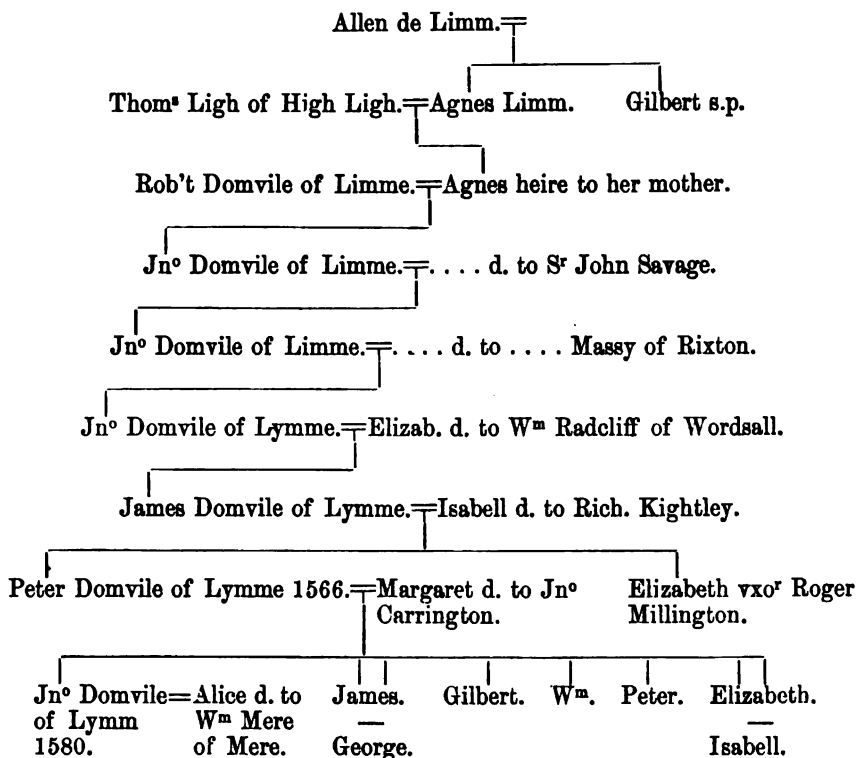 Allen de Limm.
Thomˢ Ligh of High Ligh.=Agnes Limm. Gilbert s.p.
Rob't Domvile of Limme.=Agnes heire to her mother.
Jnᵒ Domvile of Limme.=.... d. to Sʳ John Savage.
Jnᵒ Domvile of Limme.=.... d. to .... Massy of Rixton.
Jnᵒ Domvile of Lymme.=Elizab. d. to Wᵐ Radcliff of Wordsall.
James Domvile of Lymme.=Isabell d. to Rich. Kightley.
Peter Domvile of Lymme 1566.=Margaret d. to Jnᵒ Elizabeth vxoʳ Roger
Carrington. Millington.
Jnᵒ Domvile=Alice d. to James. Gilbert. Wᵐ. Peter. Elizabeth.
of Lymm Wᵐ Mere — —
1580. of Mere. George. Isabell.